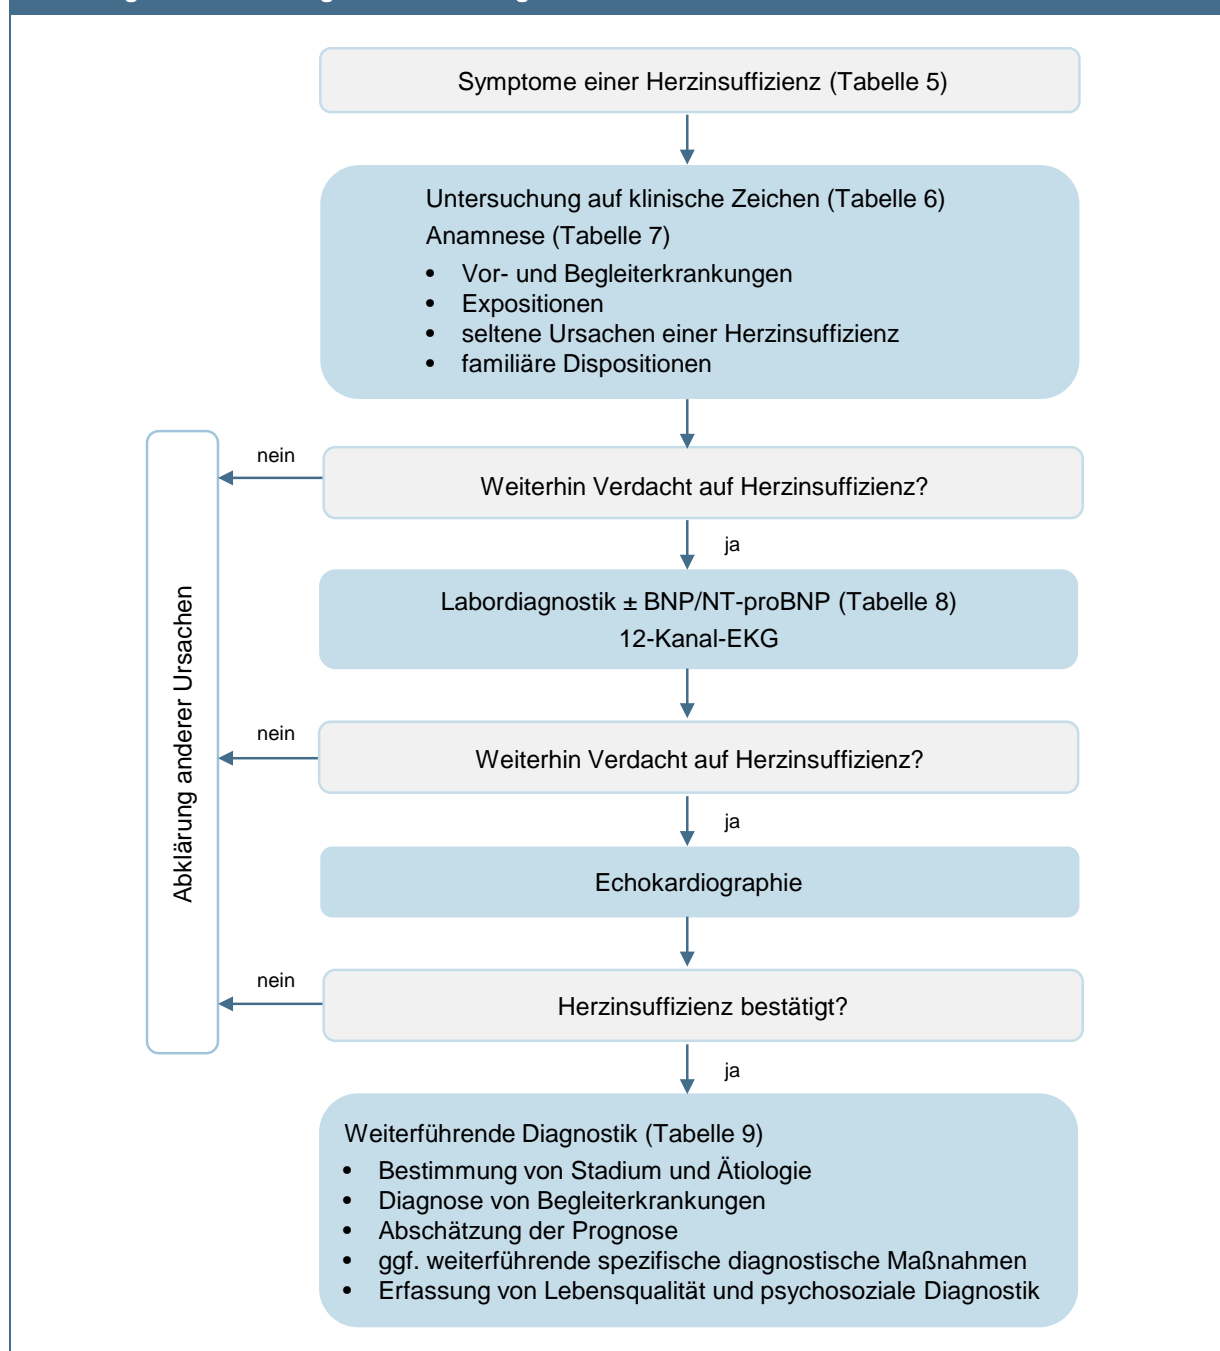 Symptome einer Herzinsuffizienz (Tabelle 5)
Untersuchung auf klinische Zeichen (Tabelle 6)
Anamnese (Tabelle 7)
• Vor- und Begleiterkrankungen
• Expositionen
• seltene Ursachen einer Herzinsuffizienz
• familiäre Dispositionen
nein
Weiterhin Verdacht auf Herzinsuffizienz?
ja
Labordiagnostik ± BNP/NT-proBNP (Tabelle 8)
12-Kanal-EKG
Abklärung anderer Ursachen
nein
Weiterhin Verdacht auf Herzinsuffizienz?
ja
Echokardiographie
nein
Herzinsuffizienz bestätigt?
ja
Weiterführende Diagnostik (Tabelle 9)
• Bestimmung von Stadium und Ätiologie
• Diagnose von Begleiterkrankungen
• Abschätzung der Prognose
• ggf. weiterführende spezifische diagnostische Maßnahmen
• Erfassung von Lebensqualität und psychosoziale Diagnostik